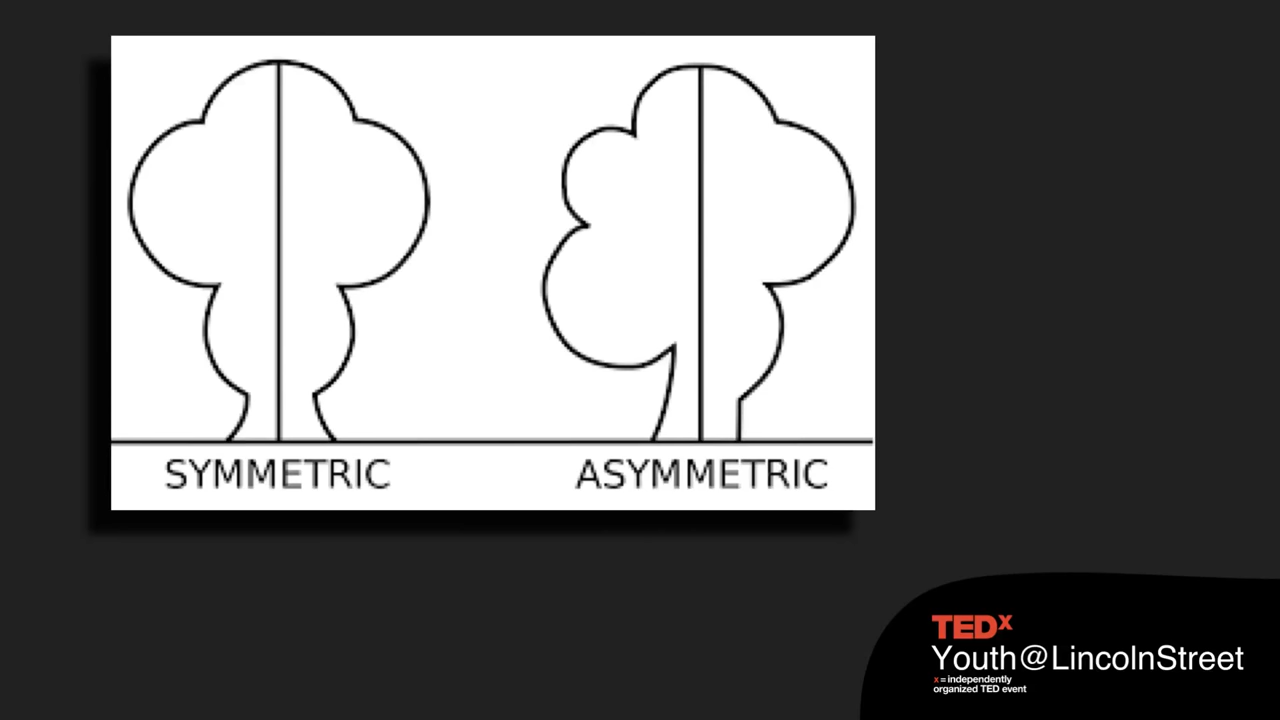 SYMMETRIC
ASYMMETRIC
TEDx
Youth@LincolnStreet
x = independently
organized TED event